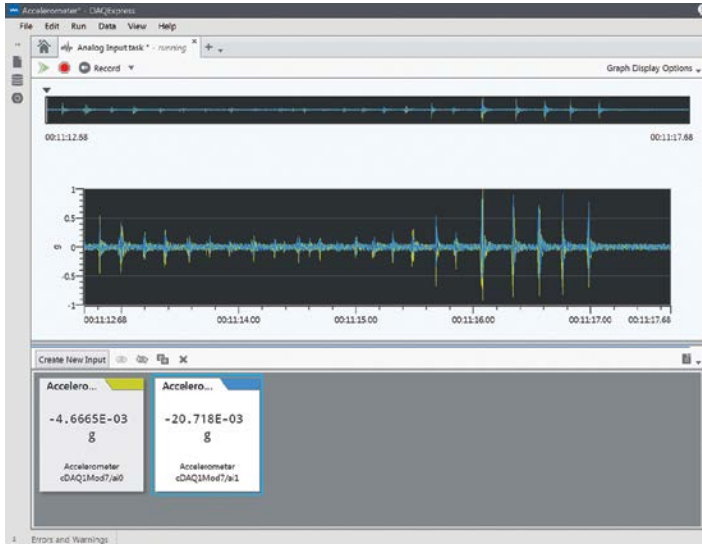 Accelerometer* - DAQExpress
File Edit Run Data View Help
Analog Input task * - running
Record
Graph Display Options
00:11:12.68 00:11:17.68
1
0.5
g 0
-0.5
-1
00:11:12.68 00:11:14.00 00:11:15.00 00:11:16.00 00:11:17.00 00:11:17.68
Create New Input
Accelero... Accelero...
-4.6665E-03 -20.718E-03
g g
Accelerometer Accelerometer
cDAQ1Mod7/ai0 cDAQ1Mod7/ai1
Errors and Warnings